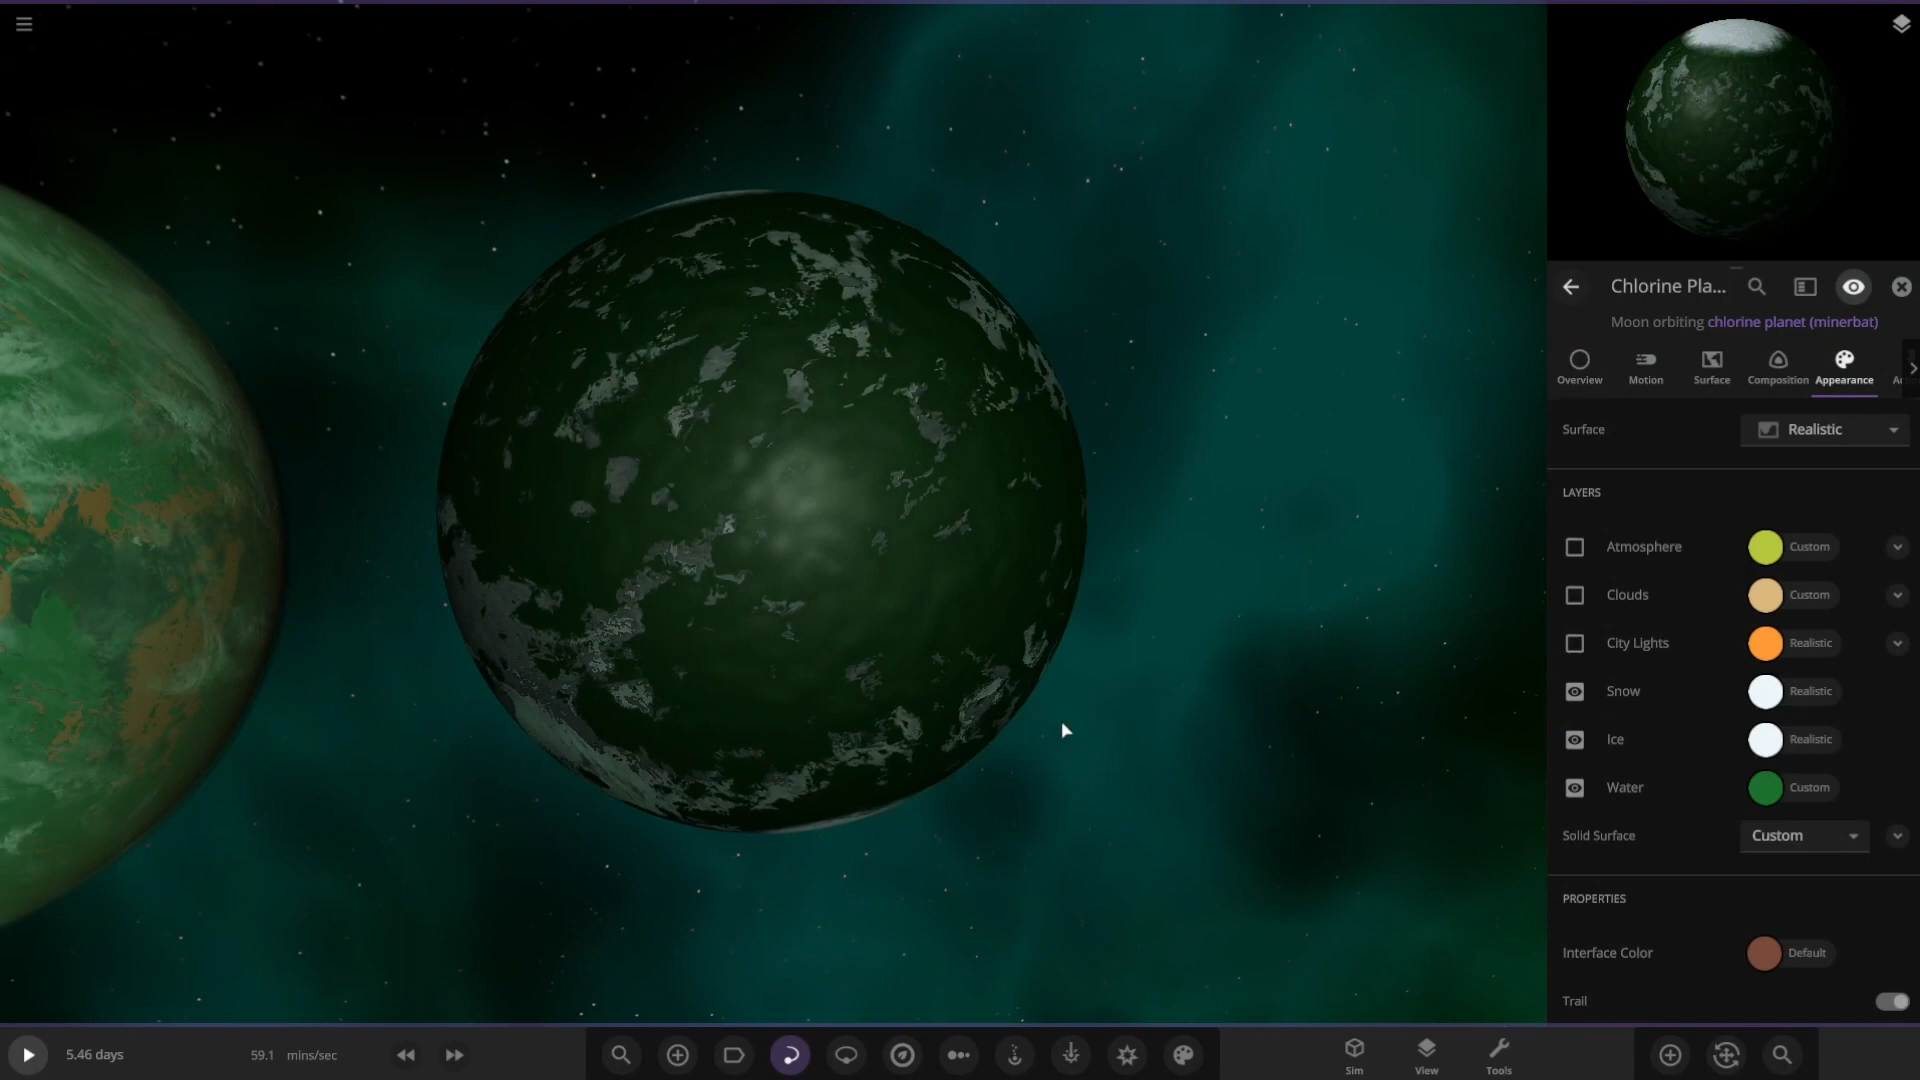 Chlorine Pla...
Moon orbiting chlorine planet (minerbat)
Overview
Motion
Surface
Composition
Appearance
Surface
Realistic
LAYERS
Atmosphere
Custom
Clouds
Custom
City Lights
Realistic
Snow
Realistic
Ice
Realistic
Water
Custom
Solid Surface
Custom
PROPERTIES
Interface Color
Default
Trail
5.46 days
59.1 mins/sec
Sim
View
Tools